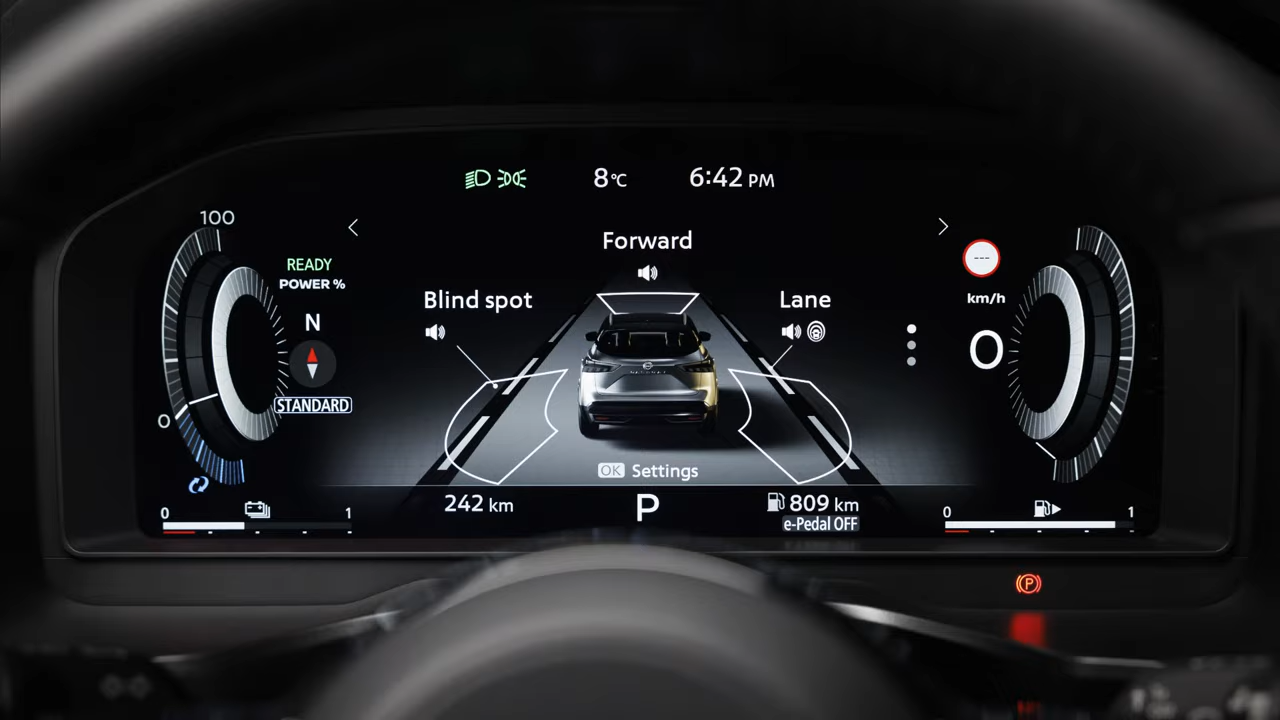 8°C 6:42 PM
100
Forward
READY
POWER %
---
km/h
Blind spot
Lane
N
0
STANDARD
0
OK Settings
242 km
P
809 km
e-Pedal OFF
0 1
0 1
P